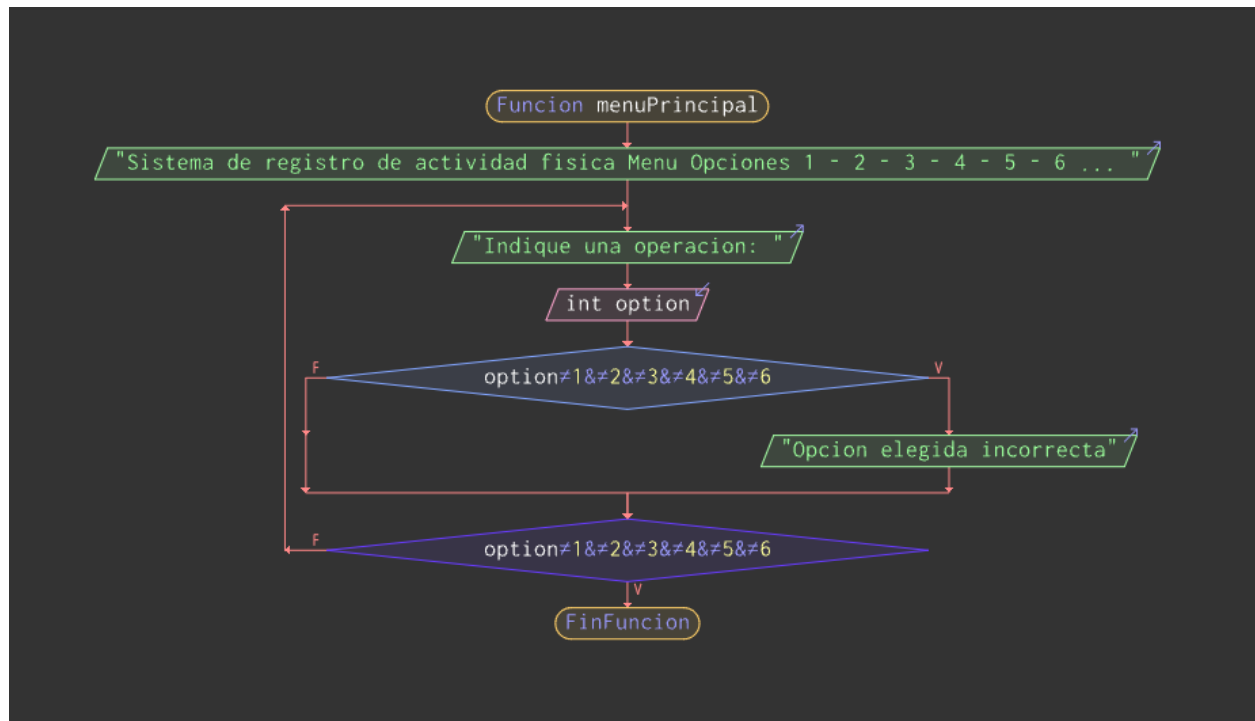 Funcion menuPrincipal
"Sistema de registro de actividad fisica Menu Opciones 1 - 2 - 3 - 4 - 5 - 6 ... "
"Indique una operacion: "
int option
F
option≠1&≠2&≠3&≠4&≠5&≠6
V
"Opcion elegida incorrecta"
F
option≠1&≠2&≠3&≠4&≠5&≠6
V
FinFuncion